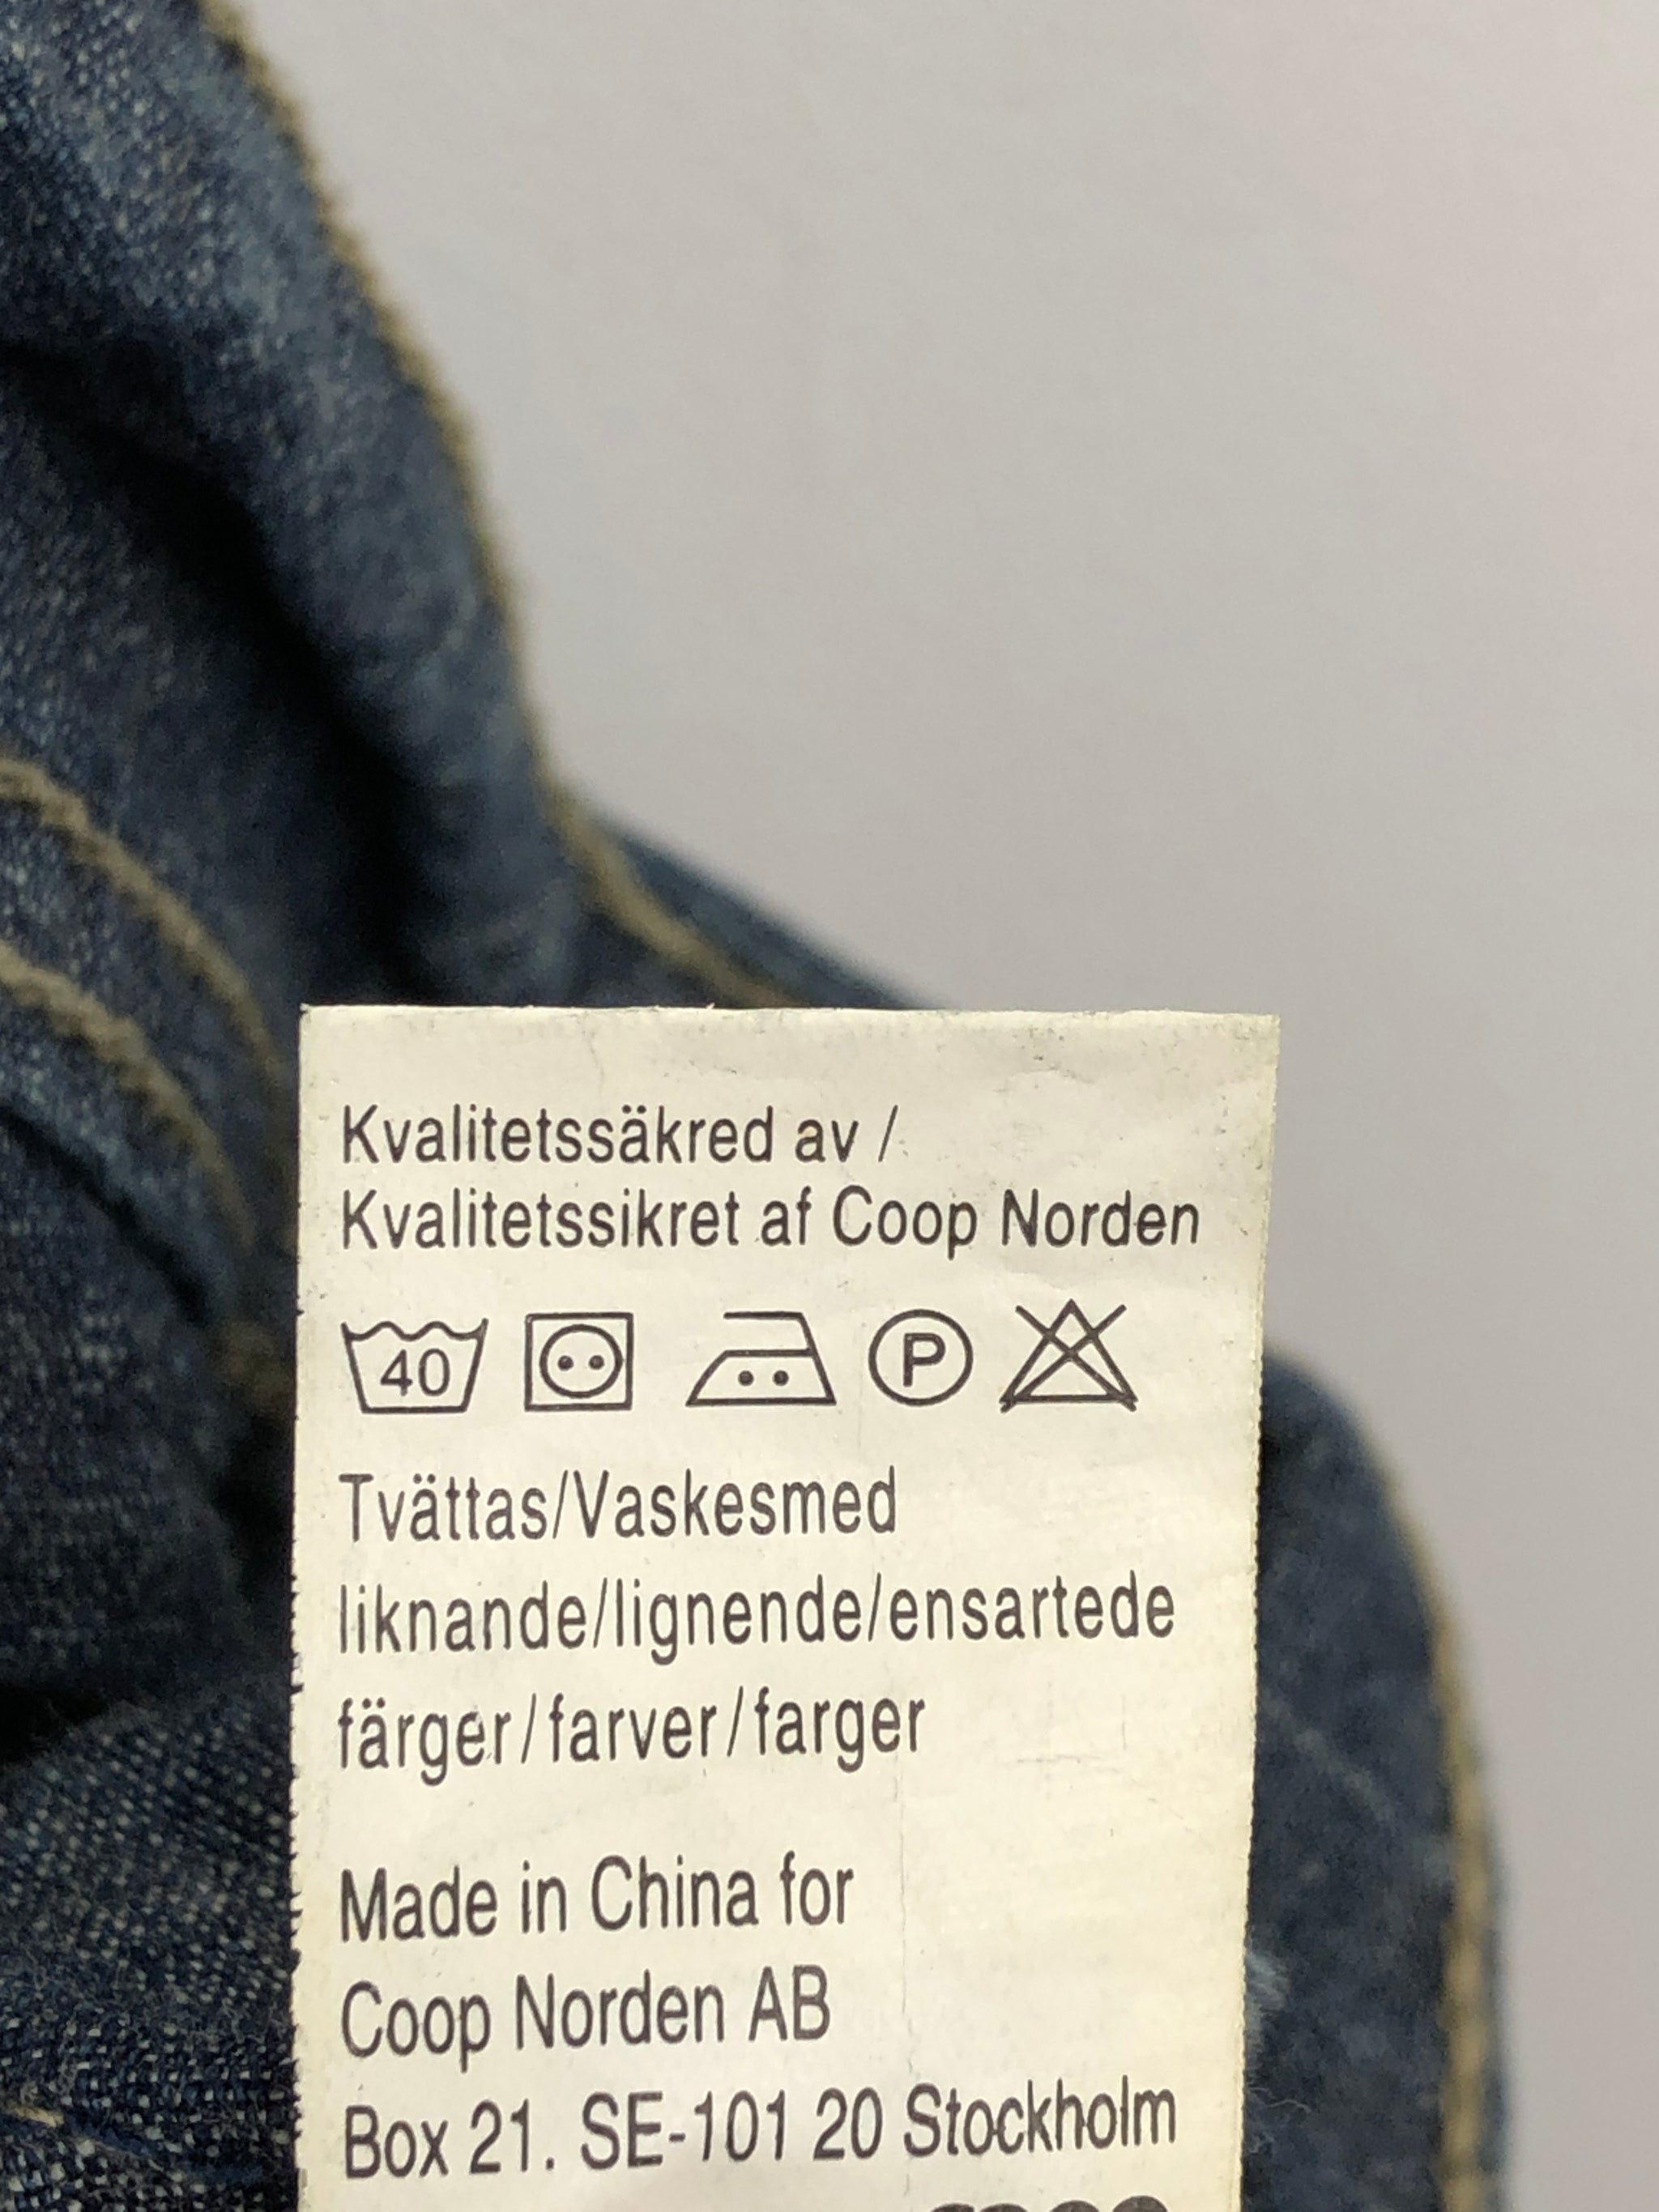 Kvalitetssäkred av /
Kvalitetssikret af Coop Norden
40 P
Tvättas/Vaskesmed
liknande/lignende/ensartede
färger/farver/farger
Made in China for
Coop Norden AB
Box 21. SE-101 20 Stockholm